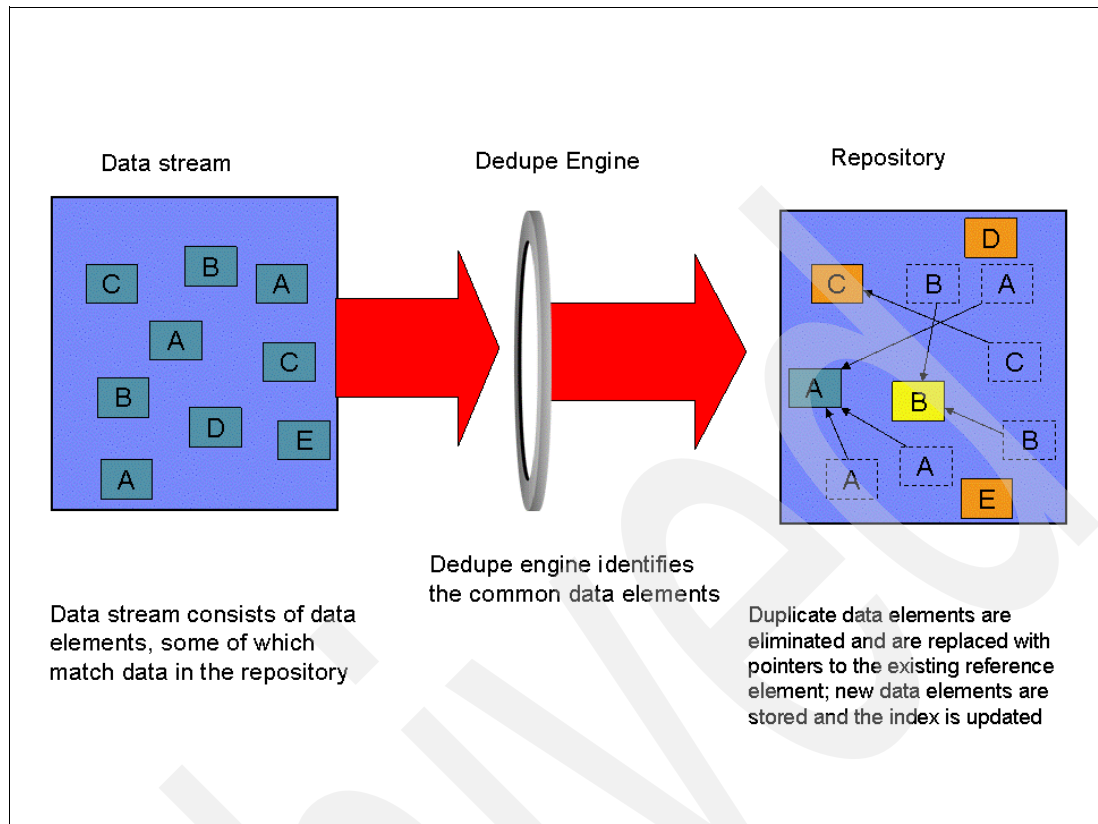 Data stream
Dedupe Engine
Repository
C
B
A
A
C
B
D
E
A
D
C
B
A
C
A
B
B
A
A
E
Data stream consists of data
elements, some of which
match data in the repository
Dedupe engine identifies
the common data elements
Duplicate data elements are
eliminated and are replaced with
pointers to the existing reference
element; new data elements are
stored and the index is updated
hived